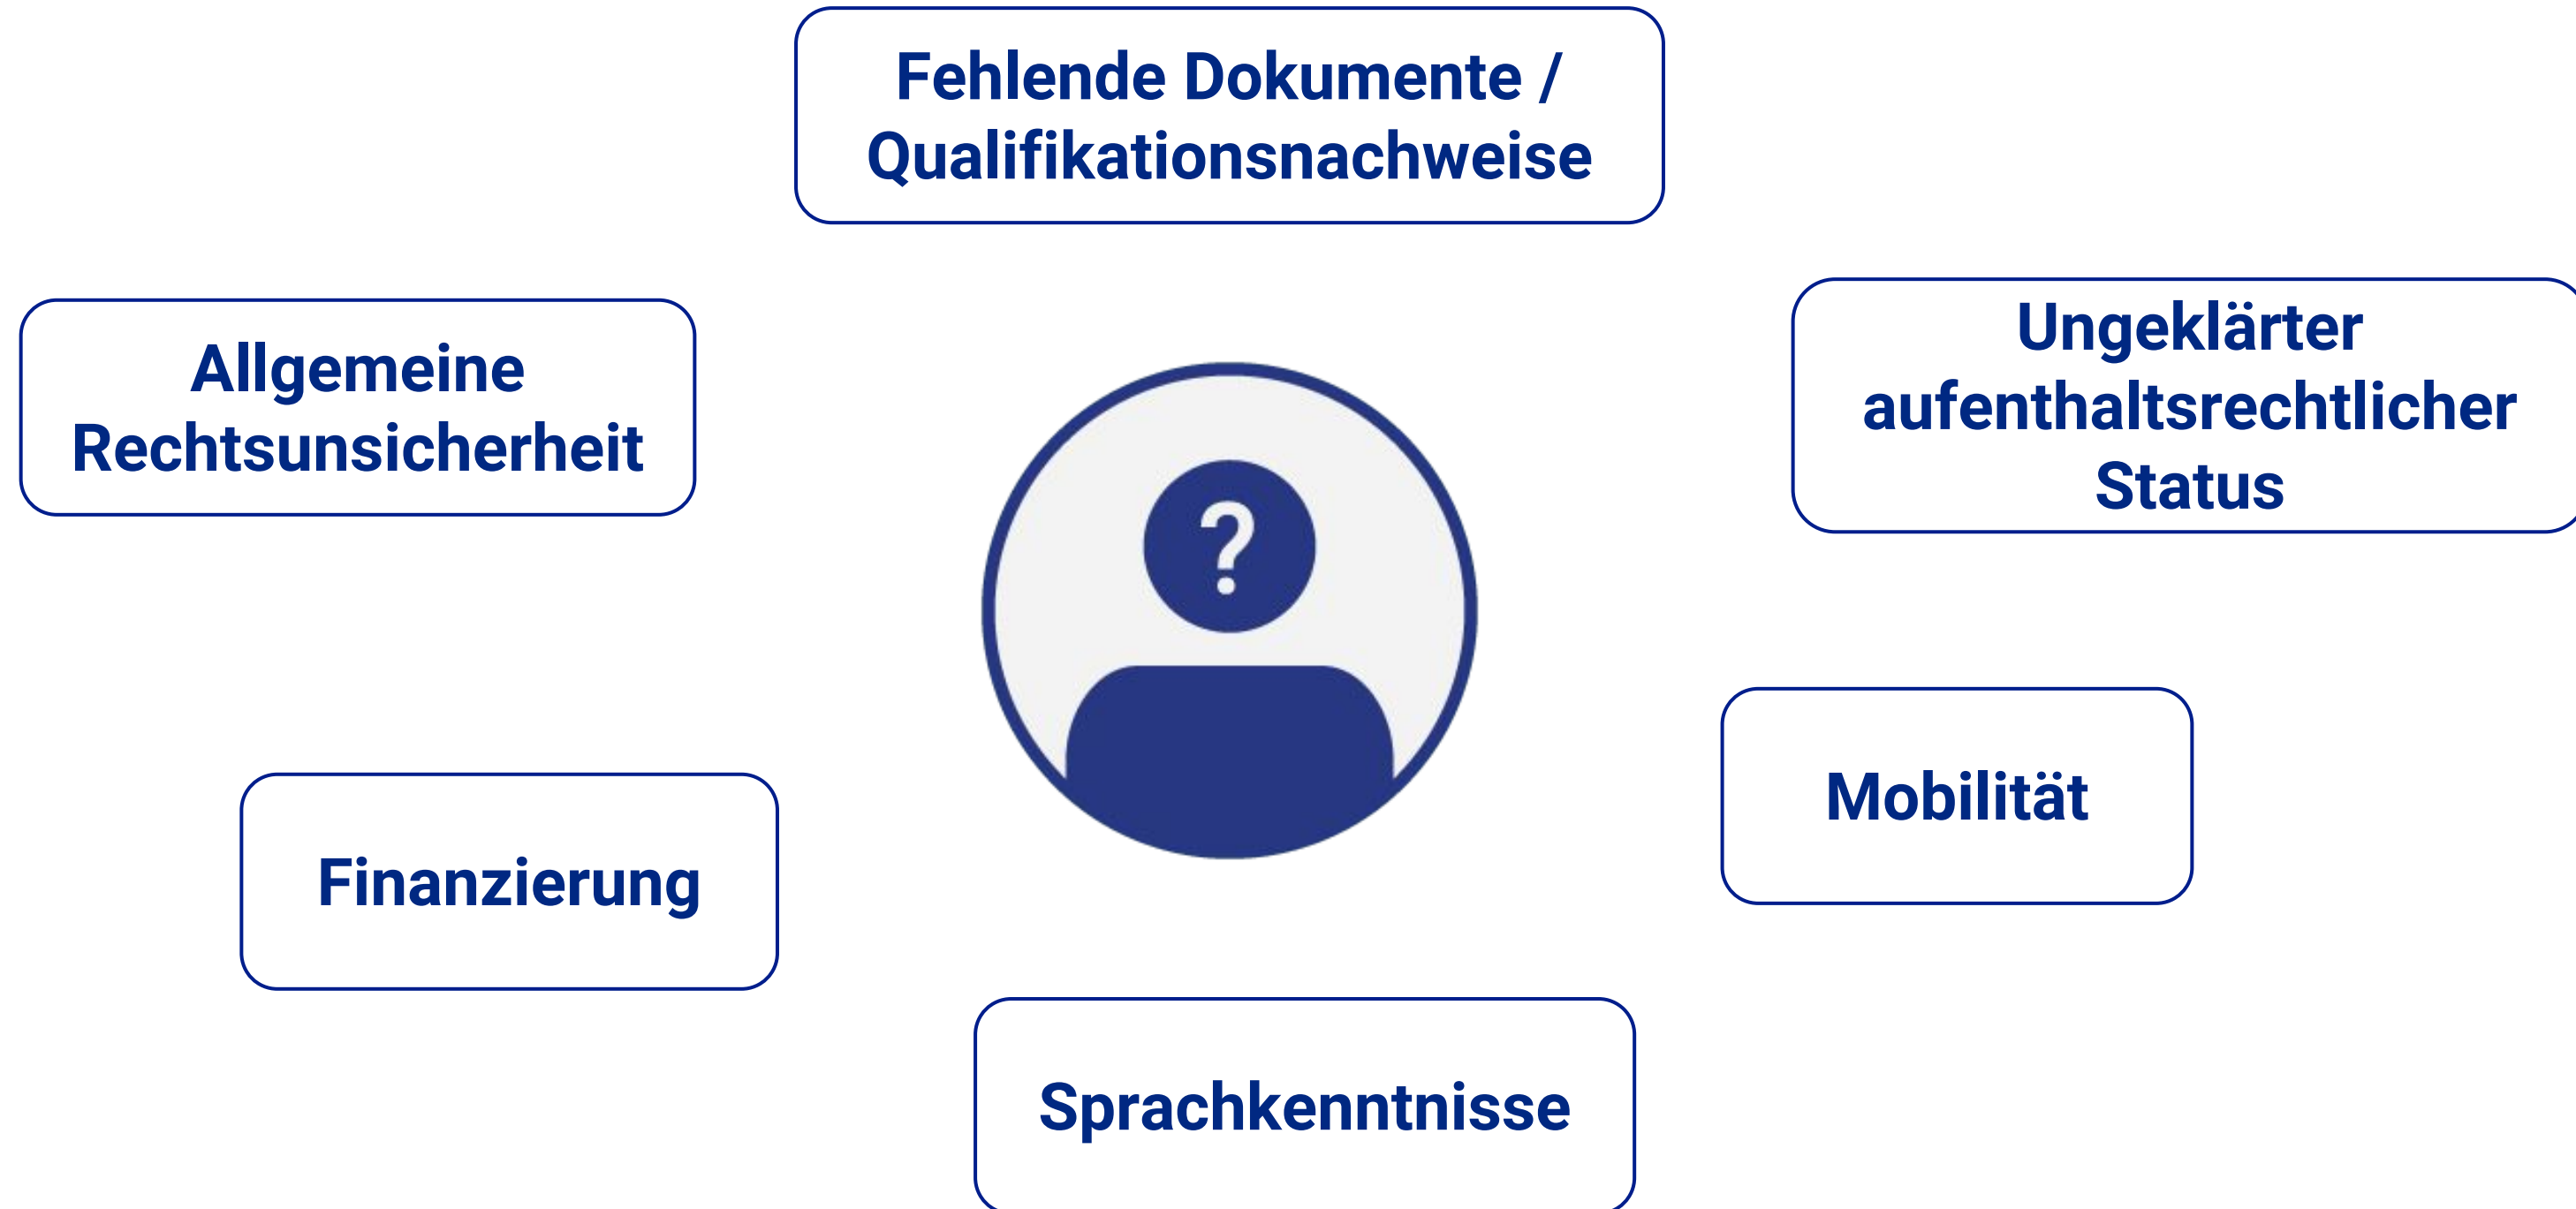 Fehlende Dokumente /
Qualifikationsnachweise
Allgemeine
Rechtsunsicherheit
Ungeklärter
aufenthaltsrechtlicher
Status
?
Mobilität
Finanzierung
Sprachkenntnisse